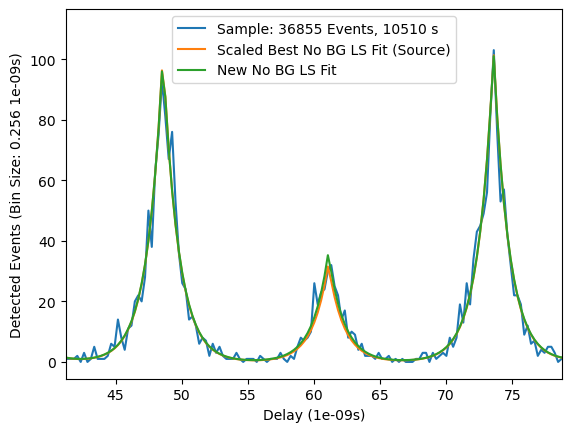 Sample: 36855 Events, 10510 s
Scaled Best No BG LS Fit (Source)
New No BG LS Fit
Detected Events (Bin Size: 0.256 1e-09s)
100
80
60
40
20
0
45 50 55 60 65 70 75
Delay (1e-09s)